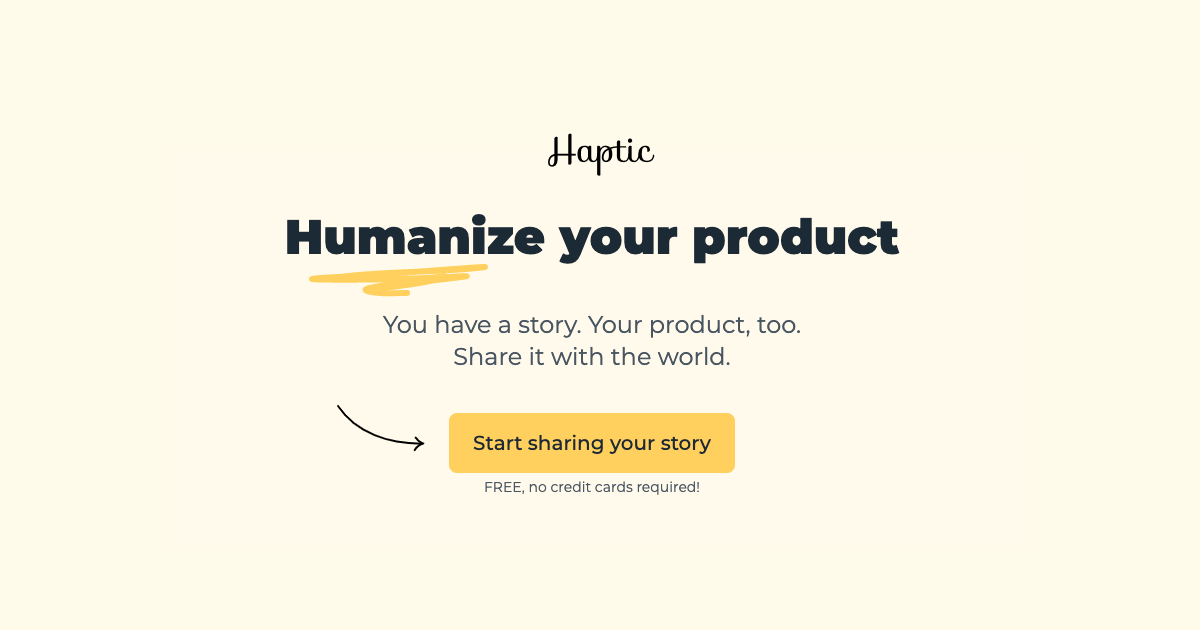 Haptic
Humanize your product
You have a story. Your product, too.
Share it with the world.
Start sharing your story
FREE, no credit cards required!